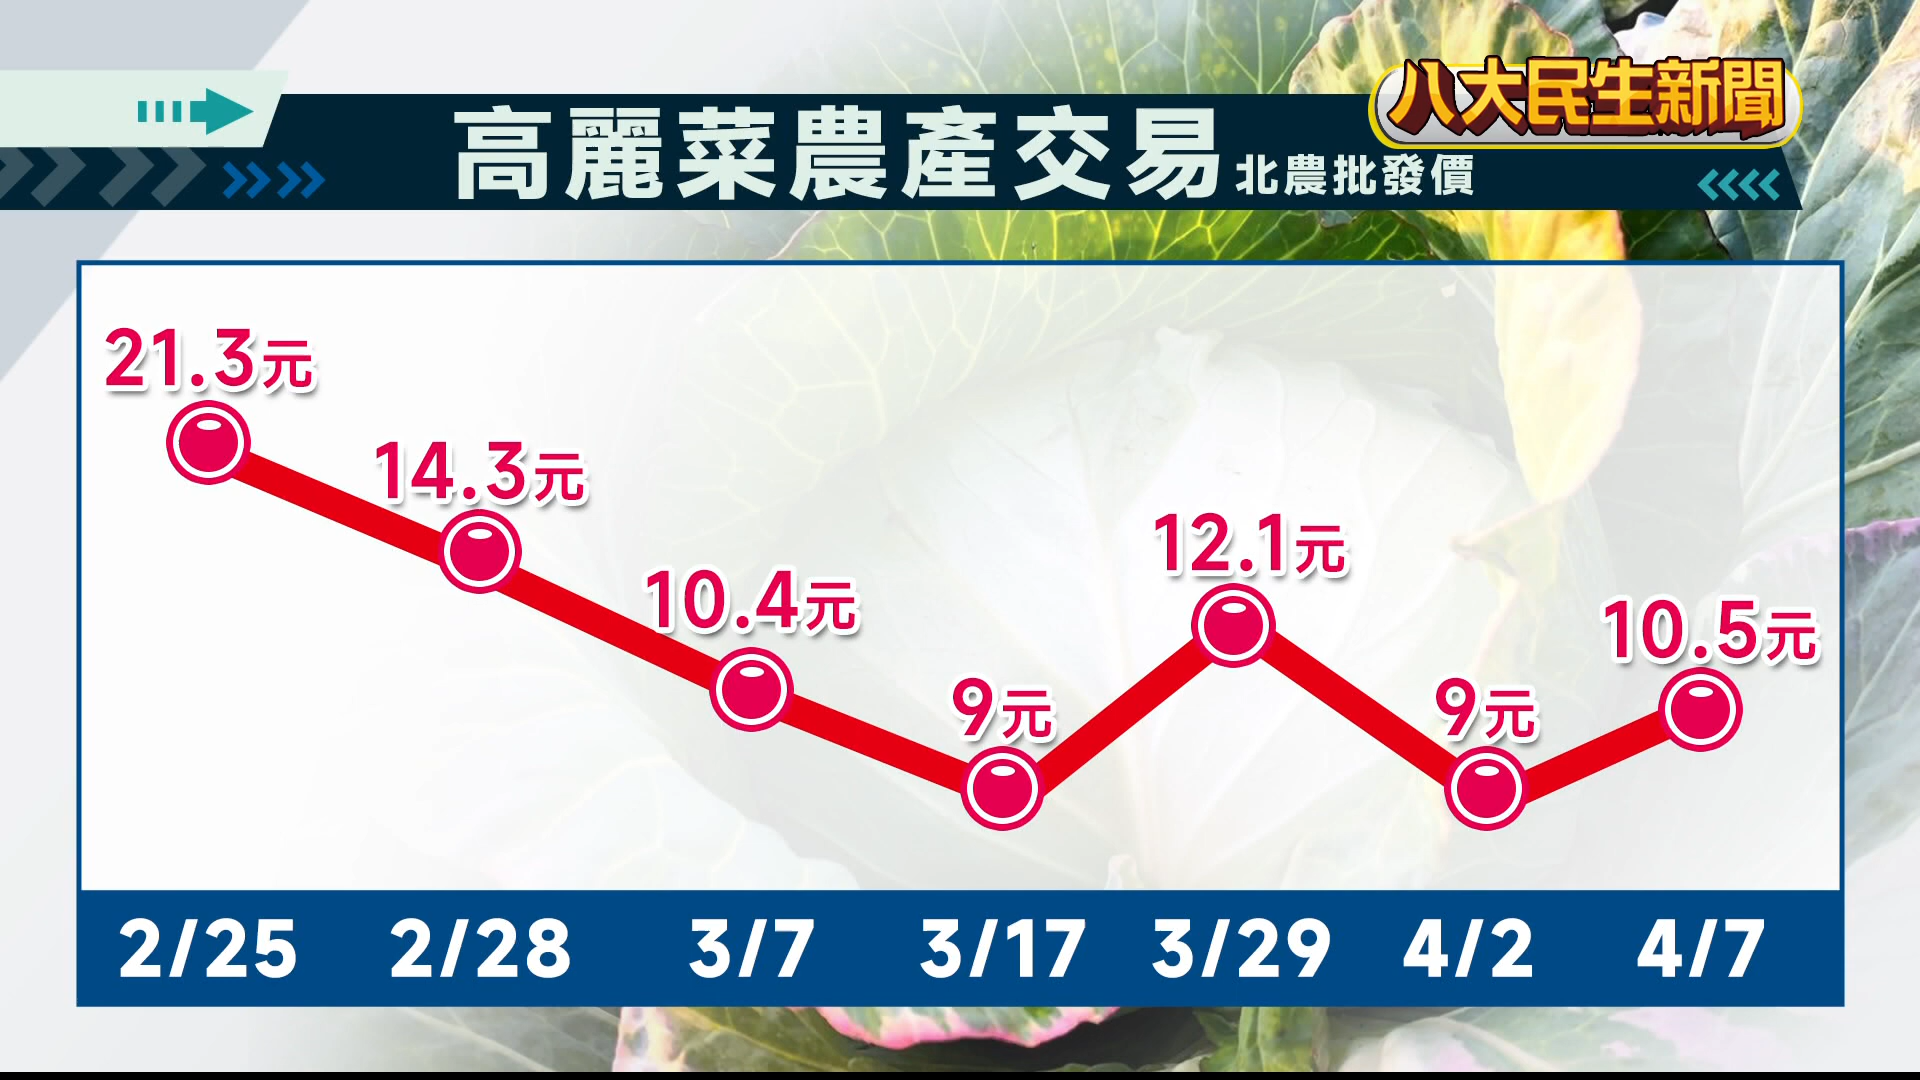 八大民生新聞
高麗菜農產交易 北農批發價
21.3元
14.3元
10.4元
9元
12.1元
9元
10.5元
2/25 2/28 3/7 3/17 3/29 4/2 4/7